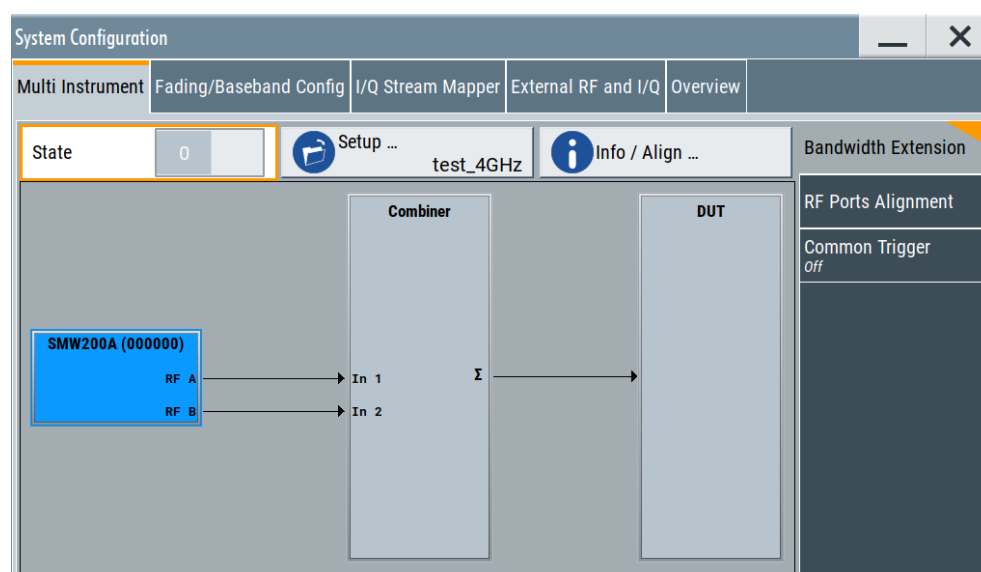 System Configuration
Multi Instrument Fading/Baseband Config I/Q Stream Mapper External RF and I/Q Overview
State 0 Setup ... Info / Align ... Bandwidth Extension
test_4GHz
Combiner DUT RF Ports Alignment
Common Trigger
Off
SMW200A (000000)
RF A In 1 Σ
RF B In 2